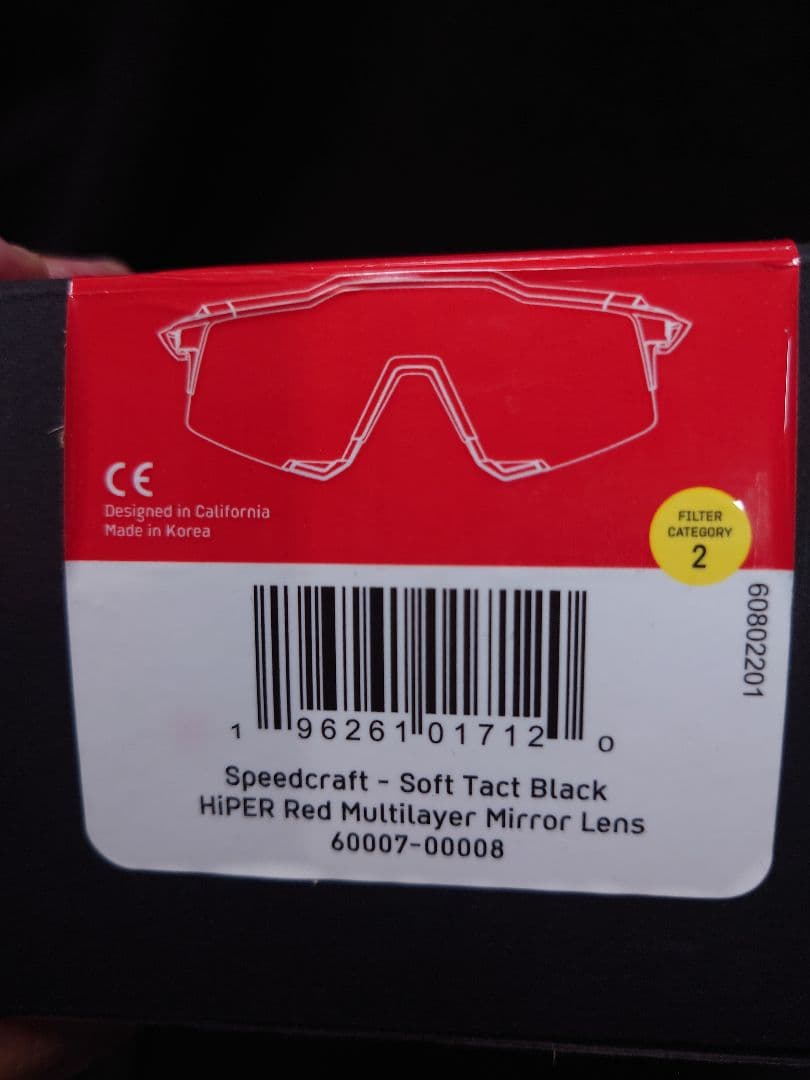 CE
Designed in California
Made in Korea
FILTER
CATEGORY
2
60802201
1 96261 01712 0
Speedcraft - Soft Tact Black
HiPER Red Multilayer Mirror Lens
60007-00008